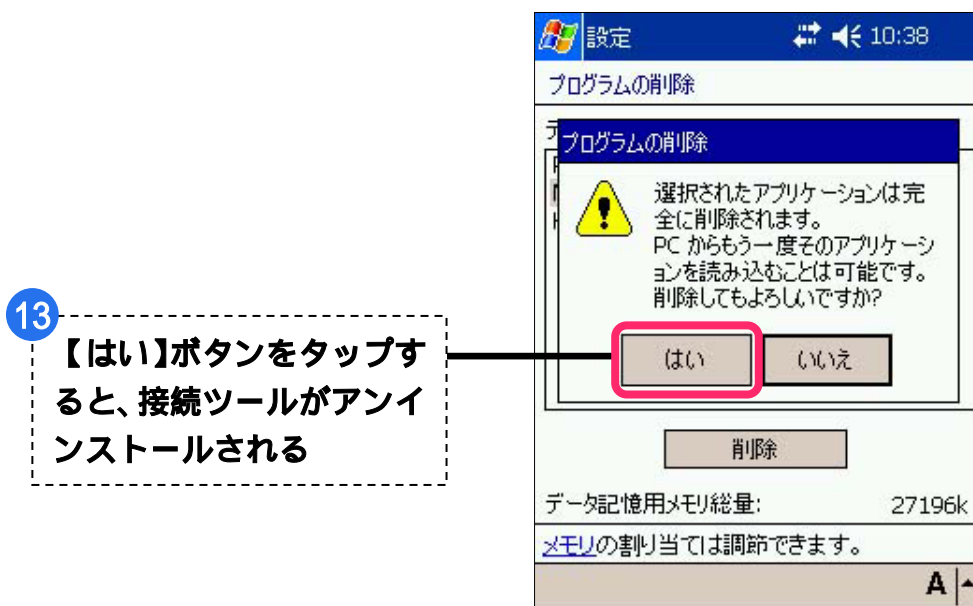 設定 10:38
プログラムの削除
プログラムの削除
選択されたアプリケーションは完
全に削除されます。
PC からもう一度そのアプリケーシ
ョンを読み込むことは可能です。
削除してもよろしいですか?
はい いいえ
13
【はい】ボタンをタップす
ると、接続ツールがアンイ
ンストールされる
削除
データ記憶用メモリ総量: 27196k
メモリの割り当ては調節できます。
A